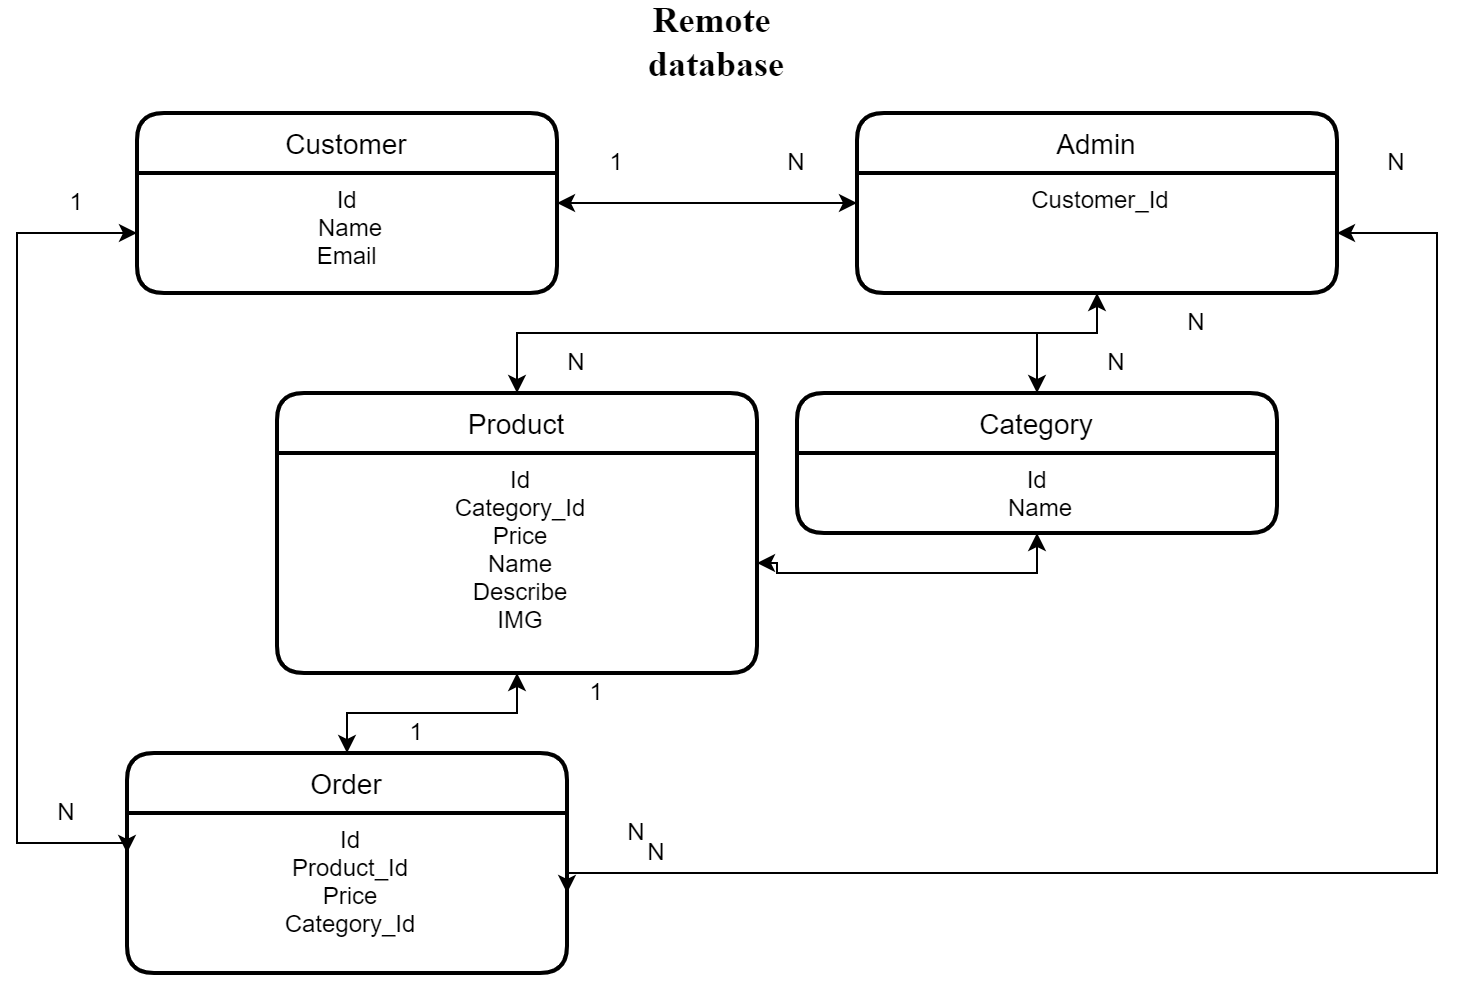 Remote
database
Customer
Id
Name
Email
1
1
N
Admin
Customer_Id
N
N
N
N
Product
Id
Category_Id
Price
Name
Describe
IMG
Category
Id
Name
1
1
Order
Id
Product_Id
Price
Category_Id
N
N
N